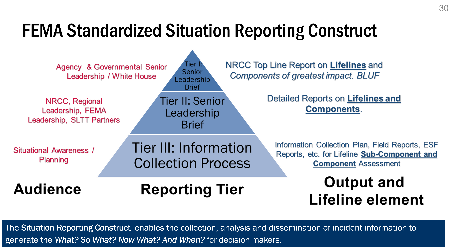 30
FEMA Standardized Situation Reporting Construct
Agency & Governmental Senior
Leadership / White House
Tier I:
Senior
Leadership
Brief
NRCC Top Line Report on Lifelines and
Components of greatest impact. BLUF
NRCC, Regional
Leadership, FEMA
Leadership, SLTT Partners
Tier II: Senior
Leadership
Brief
Detailed Reports on Lifelines and
Components.
Situational Awareness /
Planning
Tier III: Information
Collection Process
Information Collection Plan, Field Reports, ESF
Reports, etc. for Lifeline Sub-Component and
Component Assessment
Audience
Reporting Tier
Output and
Lifeline element
The Situation Reporting Construct, enables the collection, analysis and dissemination of incident information to
generate the What? So What? Now What? And When? for decision makers.